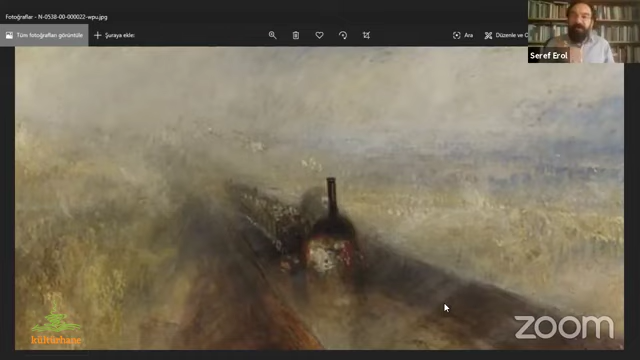 Fotoğraflar - N-0538-00-000022-wpu.jpg
Tüm fotoğrafları görüntüle
Şuraya ekle:
Ara
Düzenle ve O
Seref Erol
kültürhane
zoom